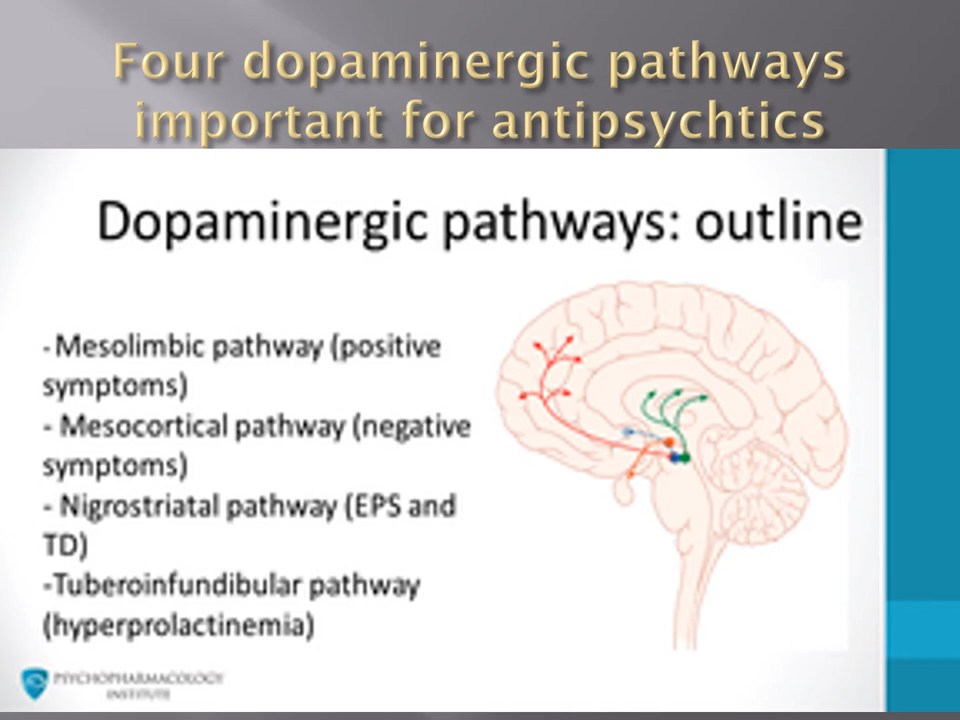 Four dopaminergic pathways
important for antipsychtics
Dopaminergic pathways: outline
- Mesolimbic pathway (positive
symptoms)
- Mesocortical pathway (negative
symptoms)
- Nigrostriatal pathway (EPS and
TD)
-Tuberoinfundibular pathway
(hyperprolactinemia)
PSYCHOPHARMACOLOGY
INSTITUTE